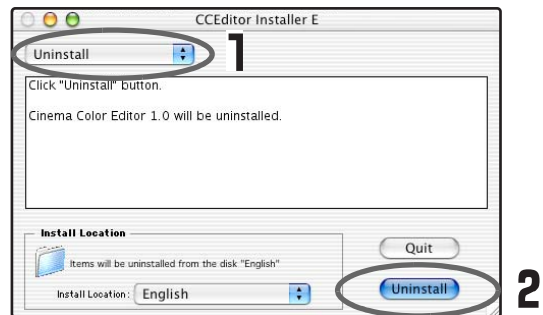 CCEditor Installer E
Uninstall
1
Click "Uninstall" button.
Cinema Color Editor 1.0 will be uninstalled.
Install Location
Items will be uninstalled from the disk "English"
Install Location: English
Quit
Uninstall
2